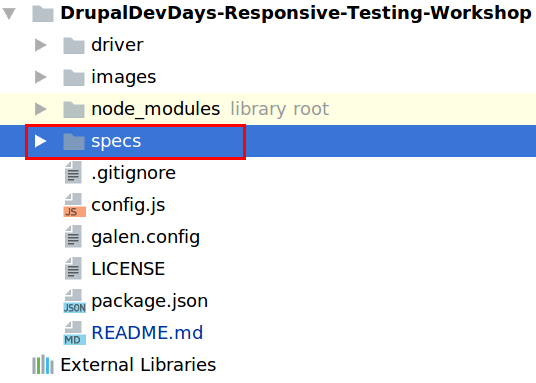 DrupalDevDays-Responsive-Testing-Workshop
driver
images
node_modules library root
specs
.gitignore
JS config.js
galen.config
LICENSE
JSON package.json
MD README.md
External Libraries